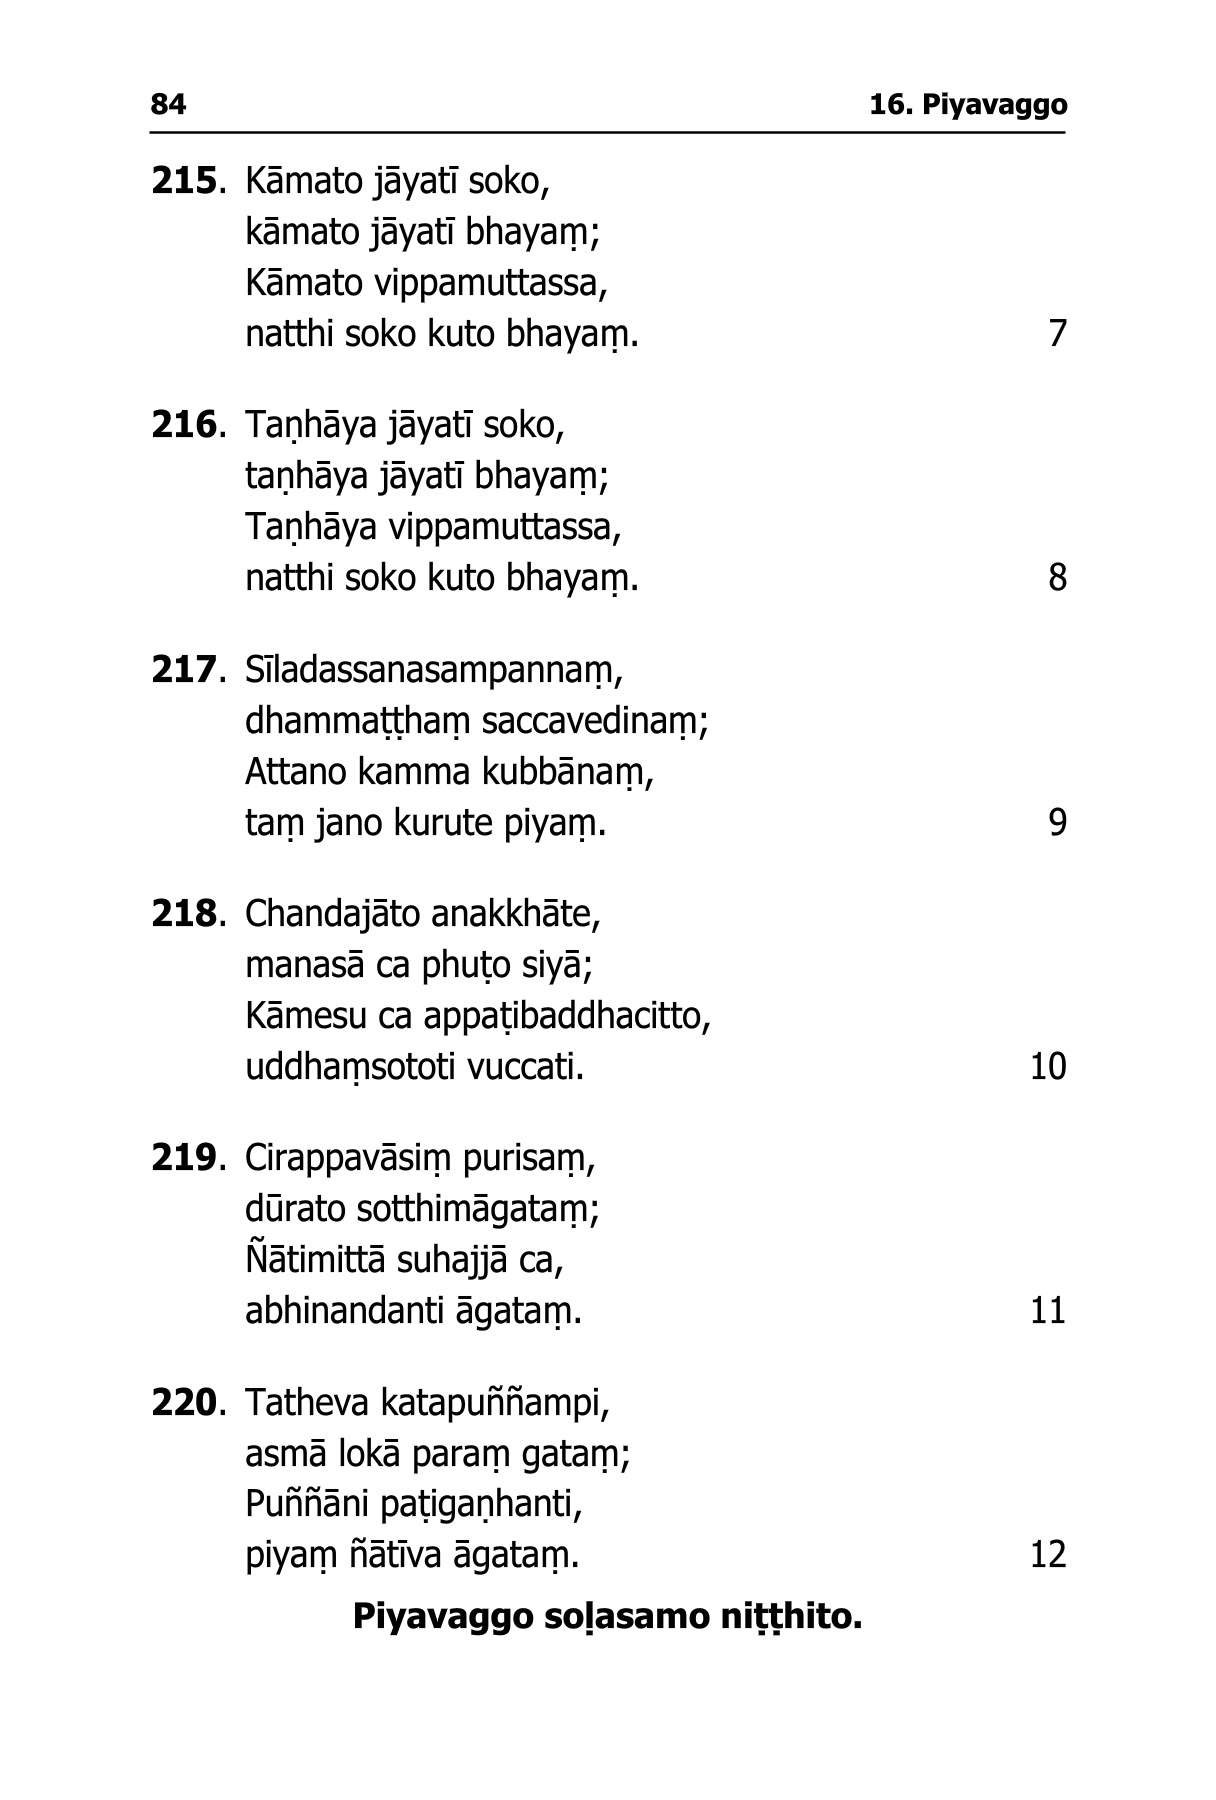 84 16. Piyavaggo
215. Kāmato jāyatī soko,
kāmato jāyatī bhayaṃ;
Kāmato vippamuttassa,
natthi soko kuto bhayaṃ. 7
216. Taṇhāya jāyatī soko,
taṇhāya jāyatī bhayaṃ;
Taṇhāya vippamuttassa,
natthi soko kuto bhayaṃ. 8
217. Sīladassanasampannaṃ,
dhammaṭṭhaṃ saccavedinaṃ;
Attano kamma kubbānaṃ,
taṃ jano kurute piyaṃ. 9
218. Chandajāto anakkhāte,
manasā ca phuṭo siyā;
Kāmesu ca appaṭibaddhacitto,
uddhaṃsototi vuccati. 10
219. Cirappavāsiṃ purisaṃ,
dūrato sotthimāgataṃ;
Ñātimittā suhajjā ca,
abhinandanti āgataṃ. 11
220. Tatheva katapuññampi,
asmā lokā paraṃ gataṃ;
Puññāni paṭigaṇhanti,
piyaṃ ñātīva āgataṃ. 12
Piyavaggo soḷasamo niṭṭhito.